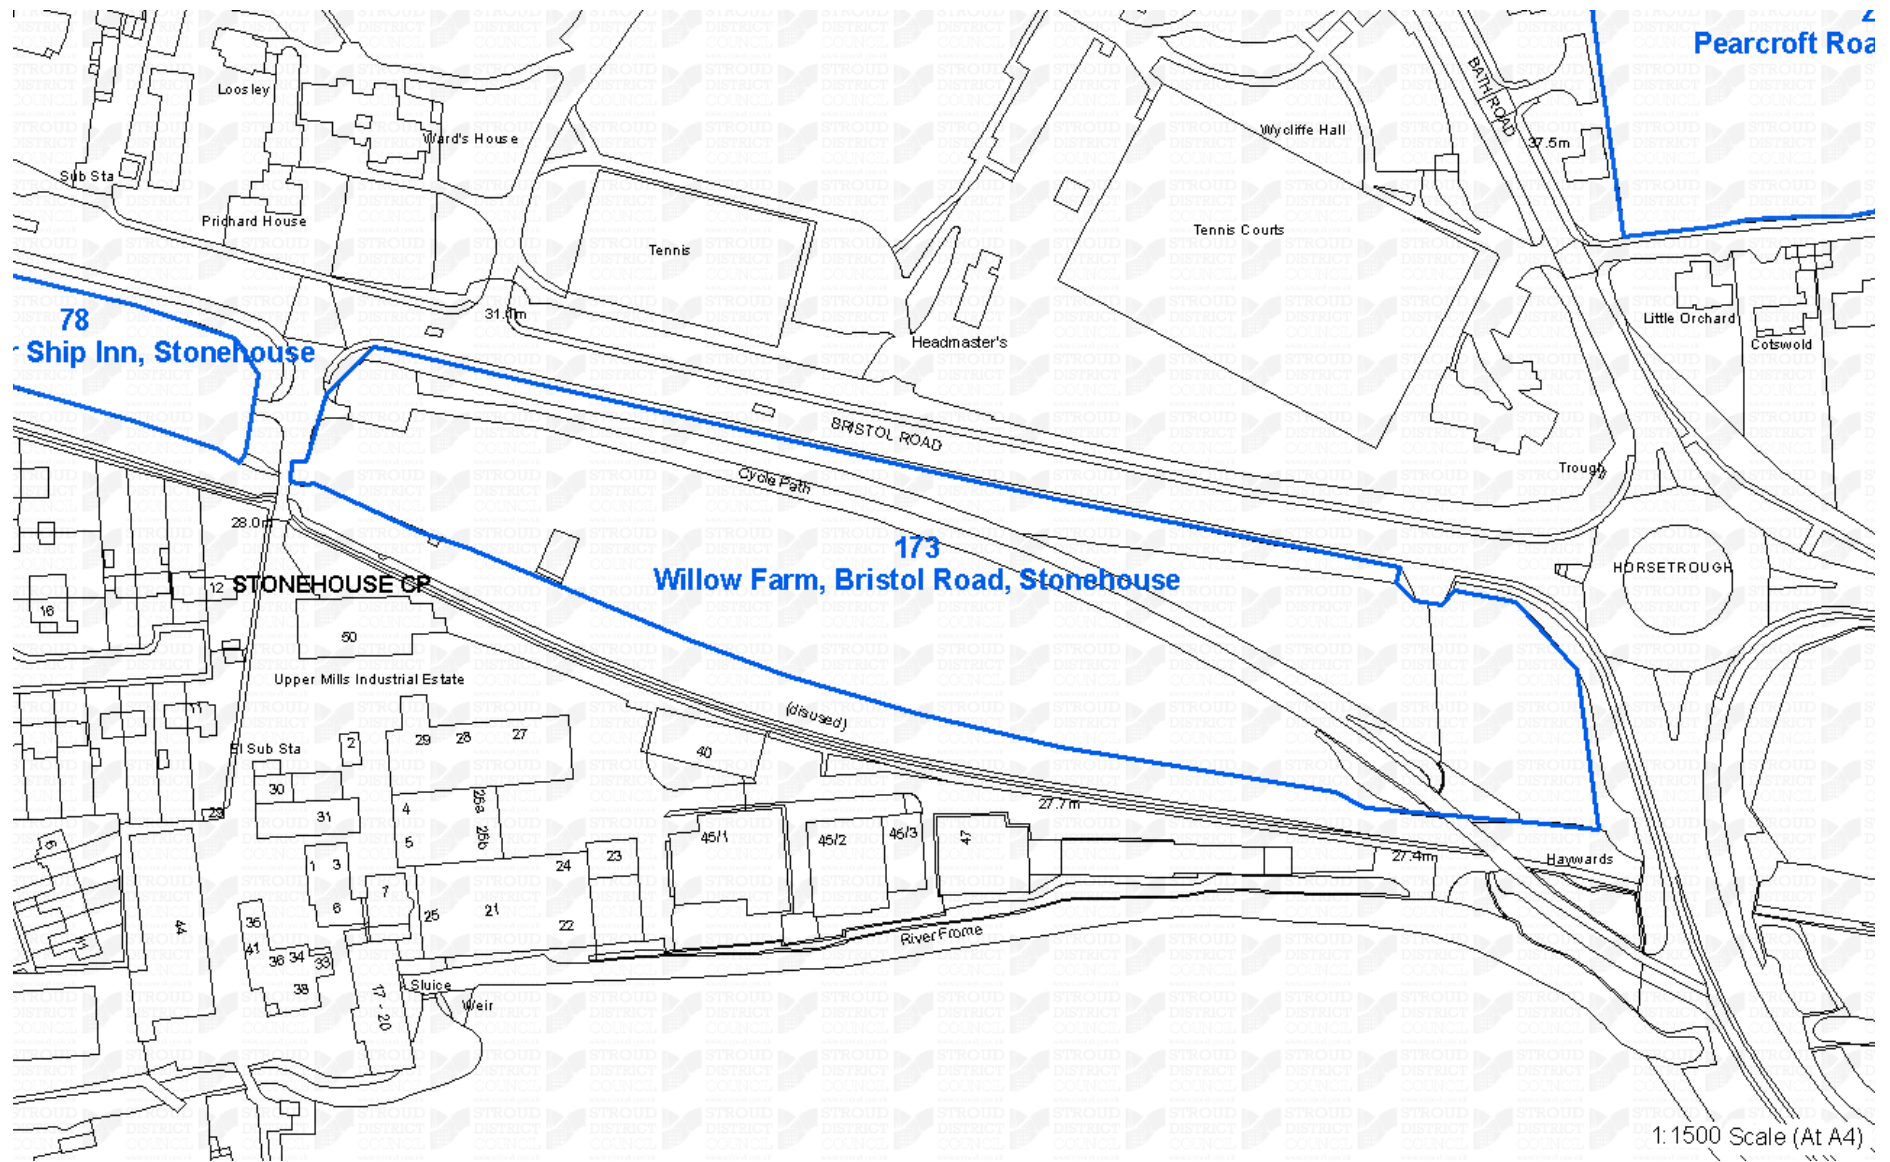 Pearcroft Roa
Loosley
Ward's House
Wycliffe Hall
BATH ROAD
37.5m
Sub Sta
Prichard House
Tennis
Tennis Courts
78
Ship Inn, Stonehouse
Headmaster's
Little Orchard
Cotswold
BRISTOL ROAD
Cycle Path
Trough
28.0m
173
Willow Farm, Bristol Road, Stonehouse
HORSETROUGH
STONEHOUSE CP
12
16
50
Upper Mills Industrial Estate
(disused)
El Sub Sta
2
29
28
27
40
30
31
4
26a
26b
5
27.7m
23
45/1
45/2
45/3
47
27.4m
Haywards
6
1
3
24
23
7
6
25
21
22
35
44
11
41
36
34
33
38
17 - 20
River Frome
Sluice
Weir
STROUD
DISTRICT
COUNCIL
1:1500 Scale (At A4)